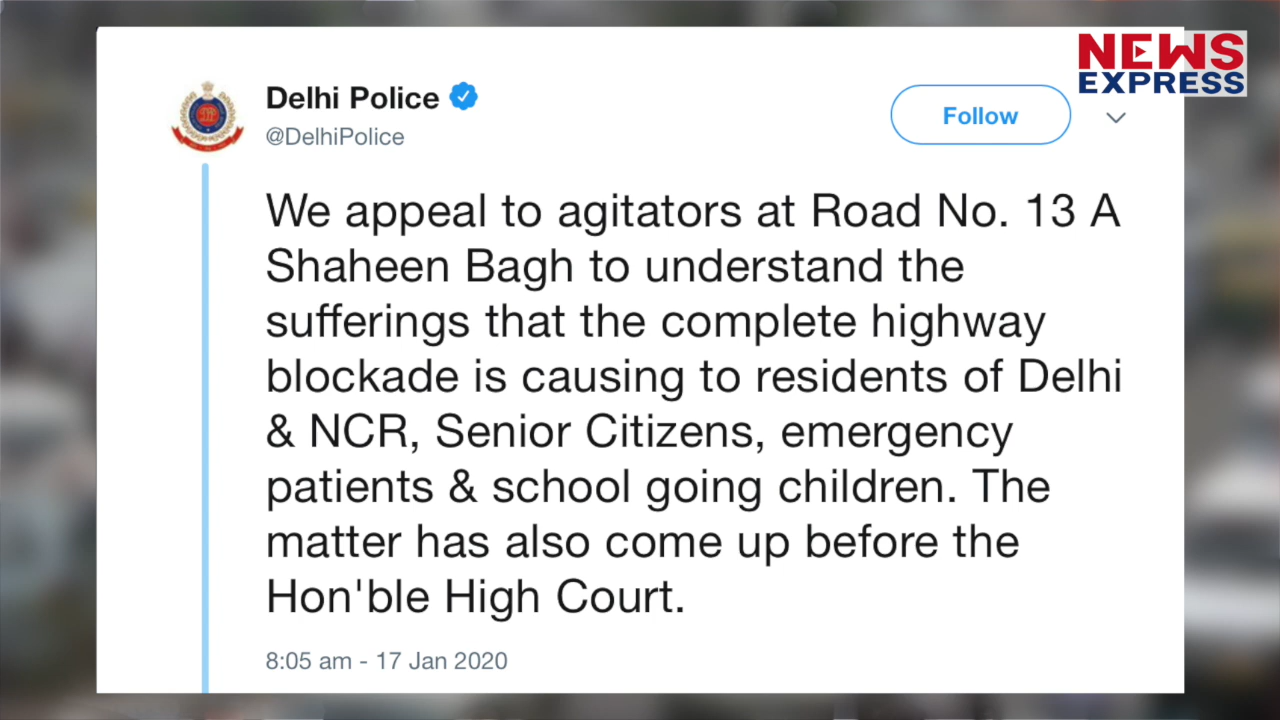 NEWS
EXPRESS
Delhi Police
@DelhiPolice
Follow
We appeal to agitators at Road No. 13 A
Shaheen Bagh to understand the
sufferings that the complete highway
blockade is causing to residents of Delhi
& NCR, Senior Citizens, emergency
patients & school going children. The
matter has also come up before the
Hon'ble High Court.
8:05 am - 17 Jan 2020